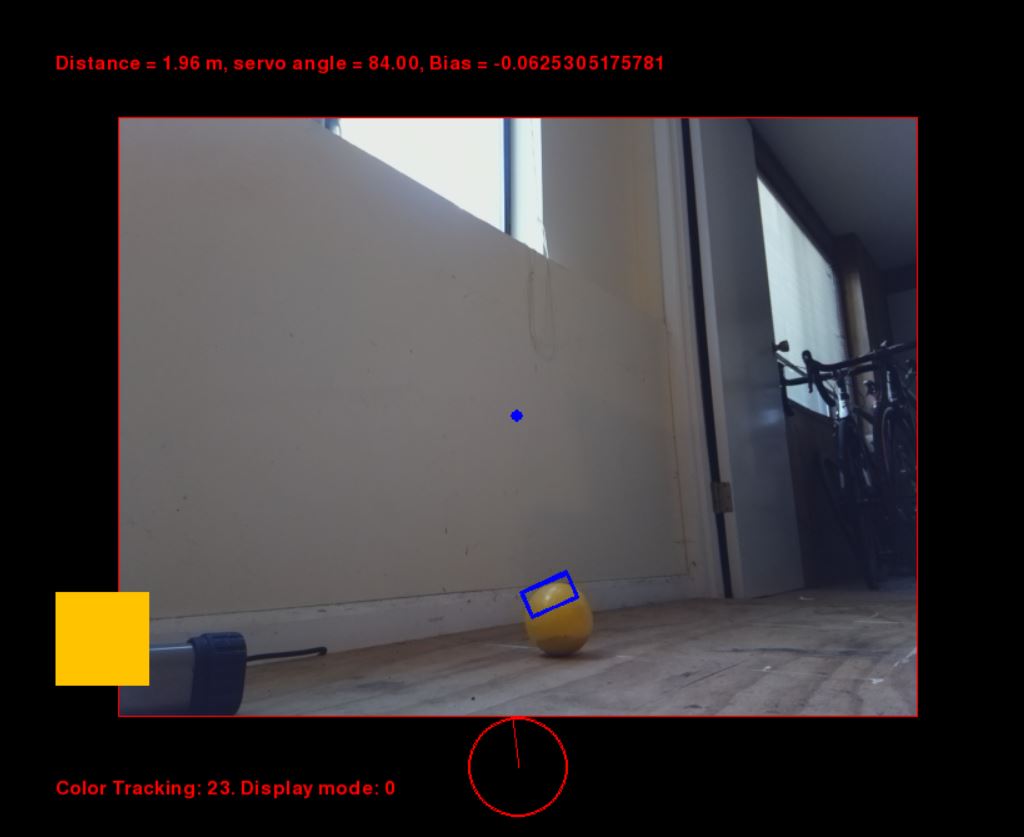 Distance = 1.96 m, servo angle = 84.00, Bias = -0.0625305175781
Color Tracking: 23. Display mode: 0